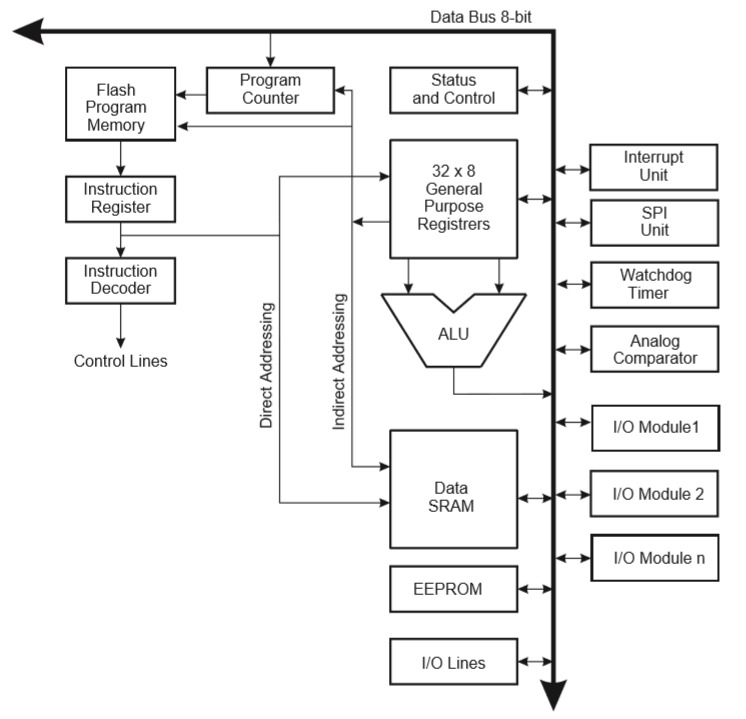 Data Bus 8-bit
Flash
Program
Memory
Program
Counter
Status
and Control
32 x 8
General
Purpose
Registrers
Interrupt
Unit
Instruction
Register
SPI
Unit
Instruction
Decoder
Watchdog
Timer
Control Lines
Direct Addressing
Indirect Addressing
ALU
Analog
Comparator
I/O Module1
Data
SRAM
I/O Module 2
I/O Module n
EEPROM
I/O Lines